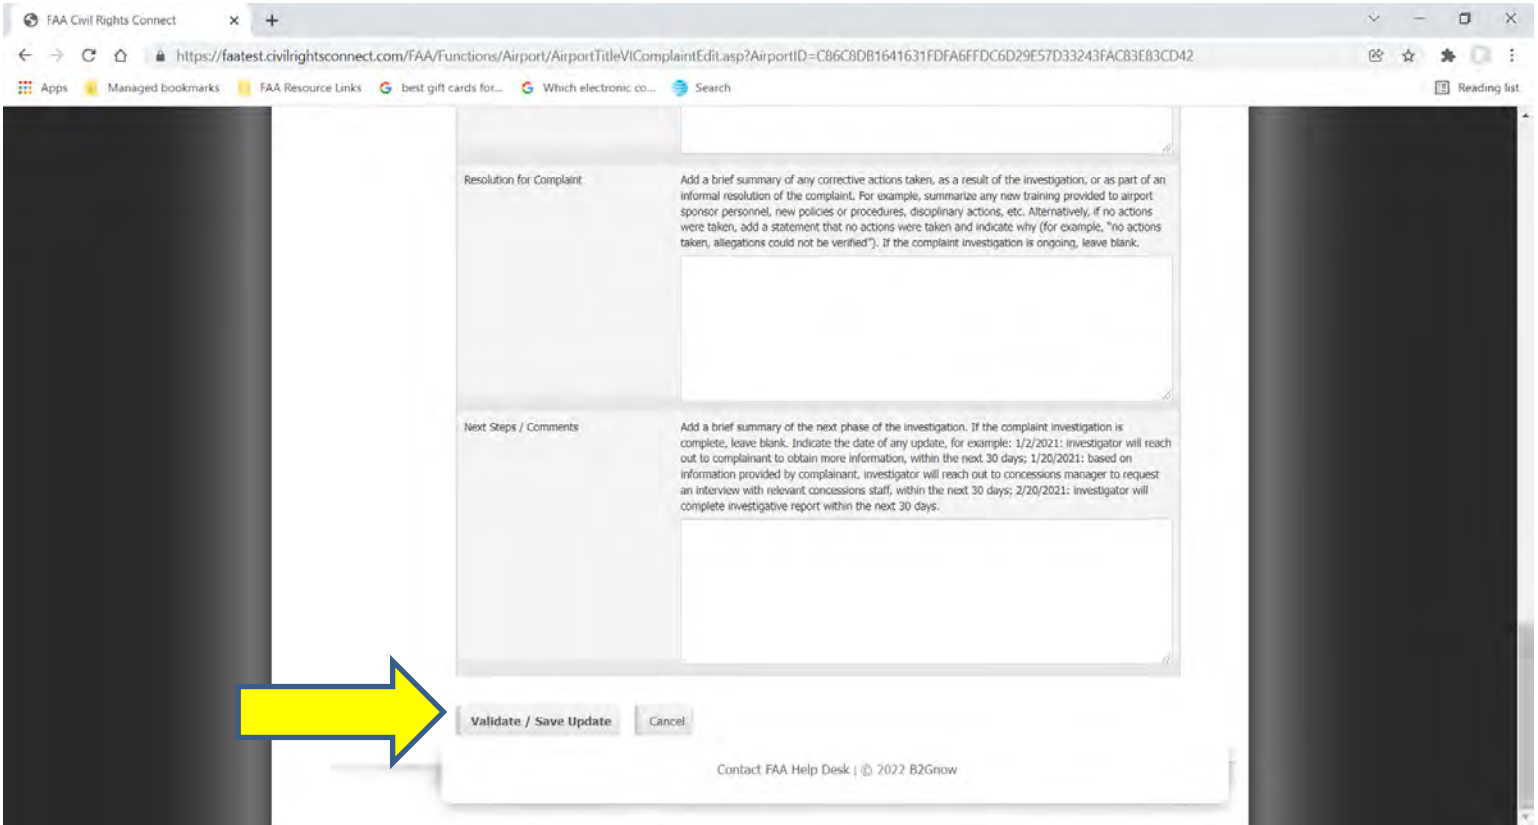 FAA Civil Rights Connect
https://faatest.civilrightsconnect.com/FAA/Functions/Airport/AirportTitleVIComplaintEdit.asp?AirportID=C86C8DB1641631FDFA6FFDC6D29E57D33243FAC83E83CD42
Apps Managed bookmarks FAA Resource Links best gift cards for... Which electronic co... Search Reading list
Resolution for Complaint
Add a brief summary of any corrective actions taken, as a result of the investigation, or as part of an
informal resolution of the complaint. For example, summarize any new training provided to airport
sponsor personnel, new policies or procedures, disciplinary actions, etc. Alternatively, if no actions
were taken, add a statement that no actions were taken and indicate why (for example, "no actions
taken, allegations could not be verified"). If the complaint investigation is ongoing, leave blank.
Next Steps / Comments
Add a brief summary of the next phase of the investigation. If the complaint investigation is
complete, leave blank. Indicate the date of any update, for example: 1/2/2021: investigator will reach
out to complainant to obtain more information, within the next 30 days; 1/20/2021: based on
information provided by complainant, investigator will reach out to concessions manager to request
an interview with relevant concessions staff, within the next 30 days; 2/20/2021: investigator will
complete investigative report within the next 30 days.
Validate / Save Update Cancel
Contact FAA Help Desk | © 2022 B2Gnow